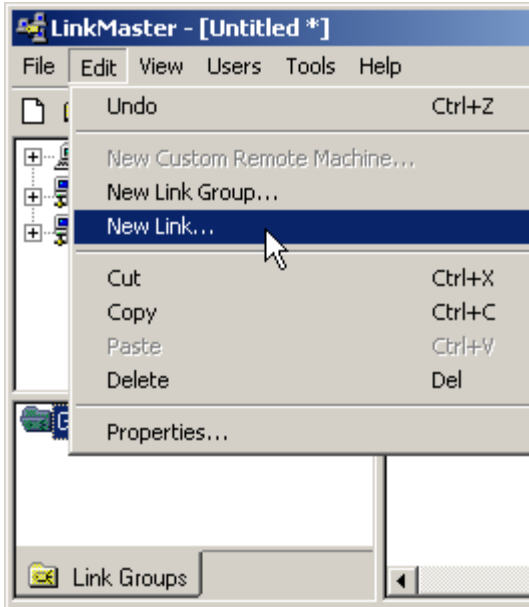 LinkMaster - [Untitled *]
File Edit View Users Tools Help
Undo Ctrl+Z
New Custom Remote Machine...
New Link Group...
New Link...
Cut Ctrl+X
Copy Ctrl+C
Paste Ctrl+V
Delete Del
Properties...
Link Groups